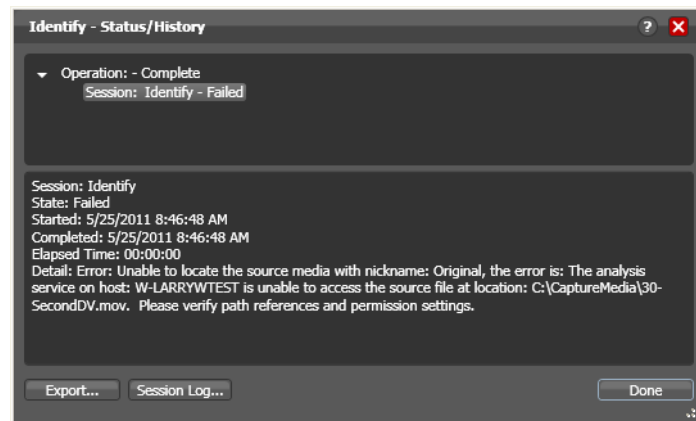 Identify - Status/History
?
Operation: - Complete
Session: Identify - Failed
Session: Identify
State: Failed
Started: 5/25/2011 8:46:48 AM
Completed: 5/25/2011 8:46:48 AM
Elapsed Time: 00:00:00
Detail: Error: Unable to locate the source media with nickname: Original, the error is: The analysis
service on host: W-LARRYWTEST is unable to access the source file at location: C:\CaptureMedia\30-
SecondDV.mov. Please verify path references and permission settings.
Export... Session Log... Done